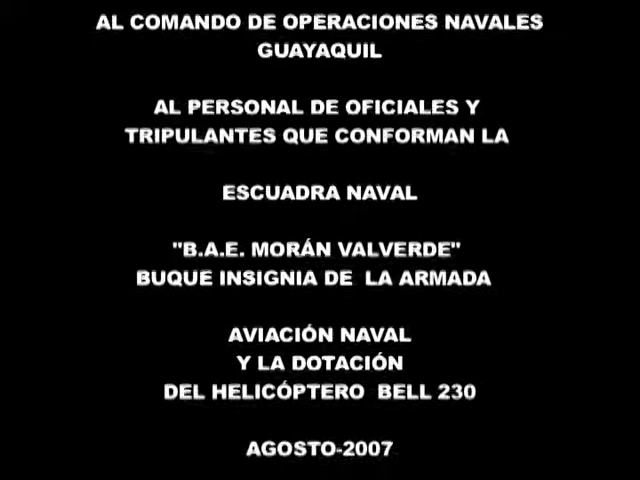 AL COMANDO DE OPERACIONES NAVALES
GUAYAQUIL
AL PERSONAL DE OFICIALES Y
TRIPULANTES QUE CONFORMAN LA
ESCUADRA NAVAL
"B.A.E. MORÁN VALVERDE"
BUQUE INSIGNIA DE LA ARMADA
AVIACIÓN NAVAL
Y LA DOTACIÓN
DEL HELICÓPTERO BELL 230
AGOSTO-2007